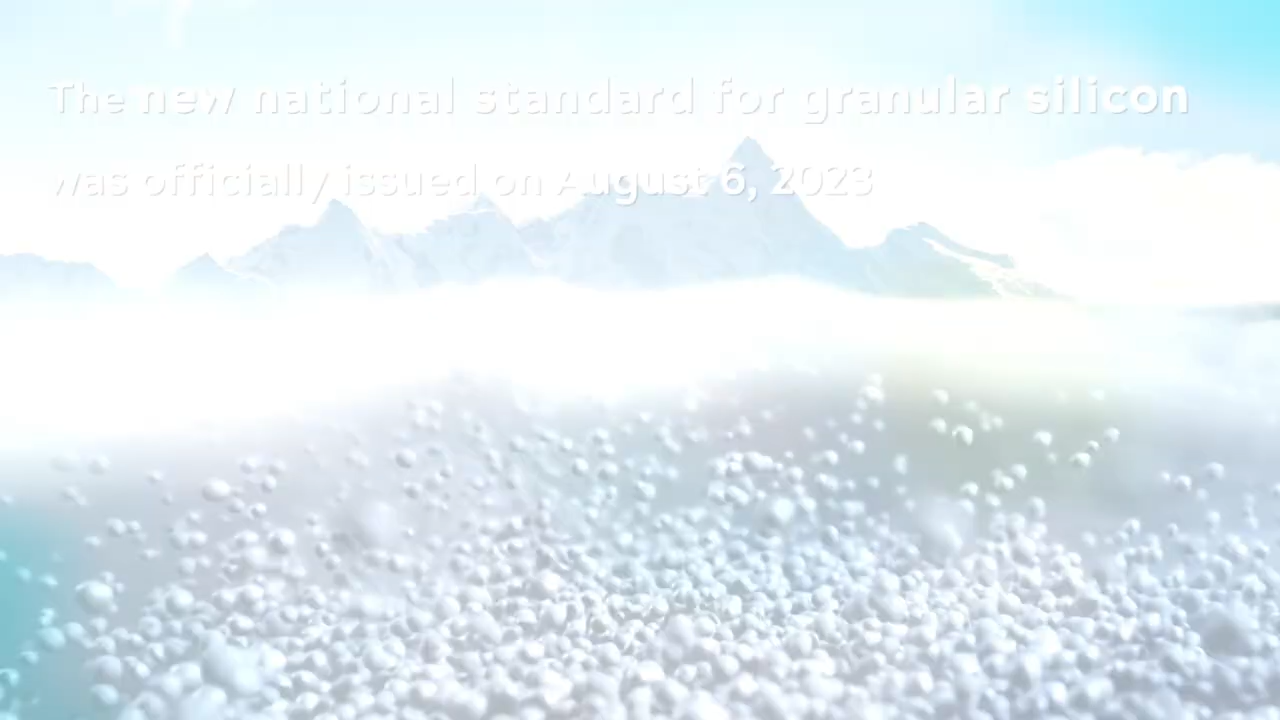 The new national standard for granular silicon
was officially issued on August 6, 2023